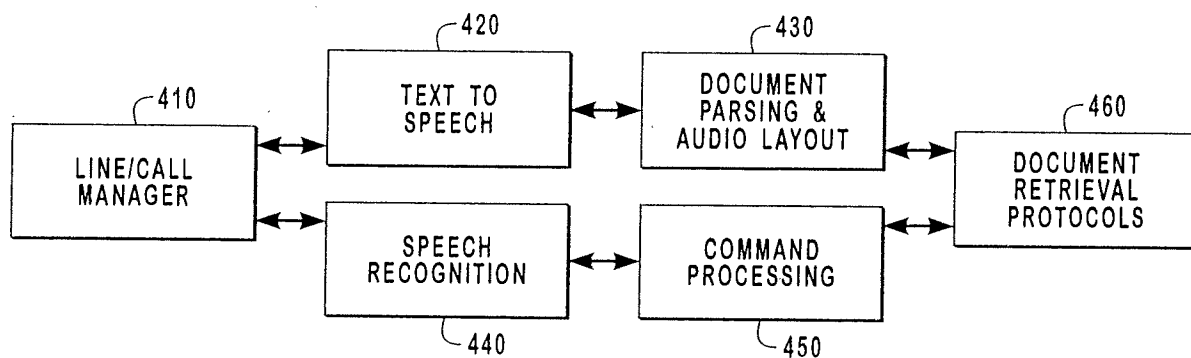 410
LINE/CALL
MANAGER
420
TEXT TO
SPEECH
430
DOCUMENT
PARSING &
AUDIO LAYOUT
440
SPEECH
RECOGNITION
450
COMMAND
PROCESSING
460
DOCUMENT
RETRIEVAL
PROTOCOLS